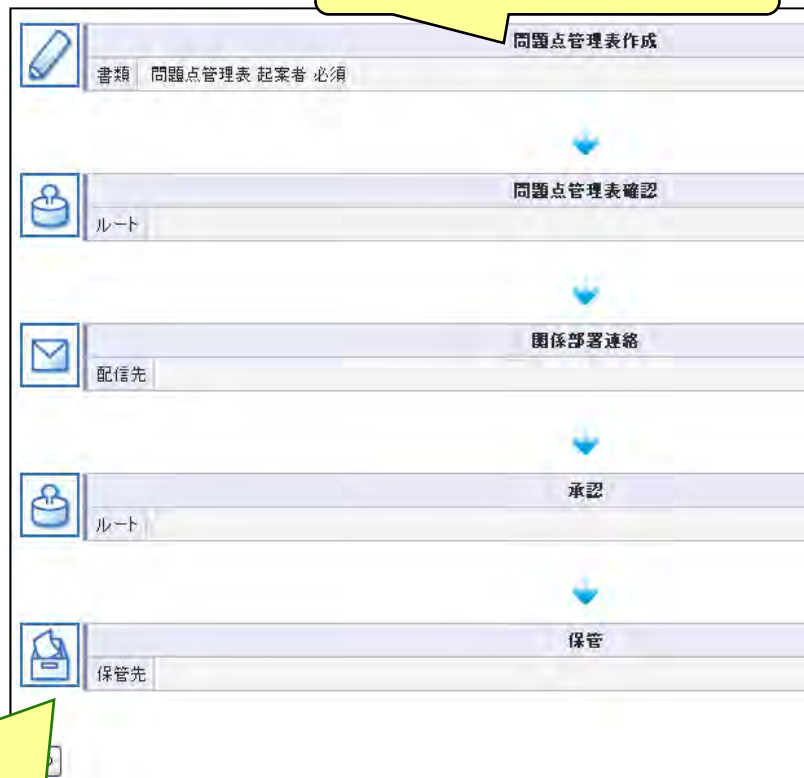 問題点管理表作成
書類 問題点管理表 起案者 必須
問題点管理表確認
ルート
関係部署連絡
配信先
承認
ルート
保管
保管先